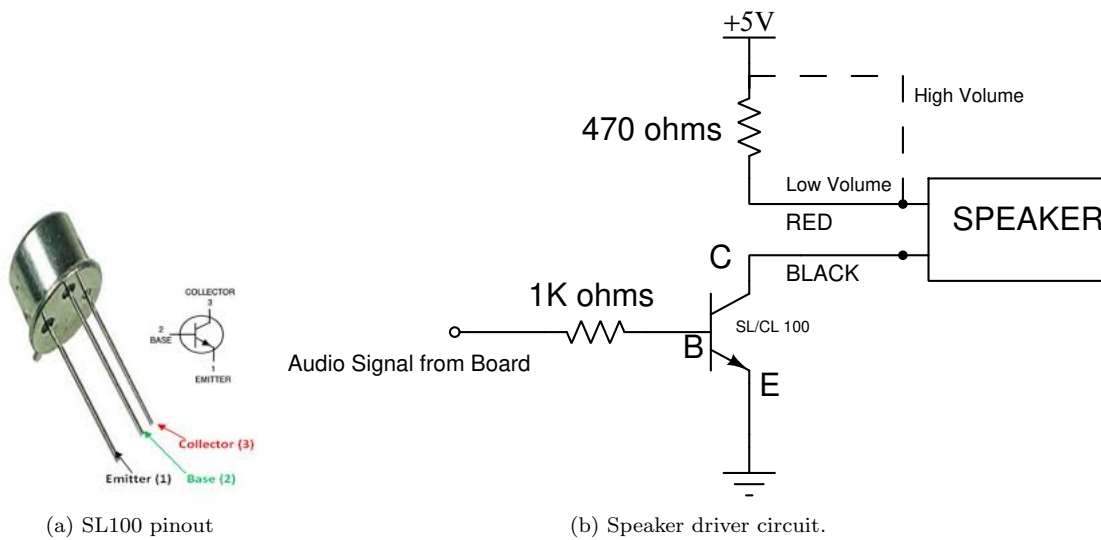 COLLECTOR
3
2
BASE
1
EMITTER
Collector (3)
Emitter (1)
Base (2)
(a) SL100 pinout
+5V
High Volume
470 ohms
Low Volume
RED
SPEAKER
C
BLACK
1K ohms
SL/CL 100
B
Audio Signal from Board
E
(b) Speaker driver circuit.